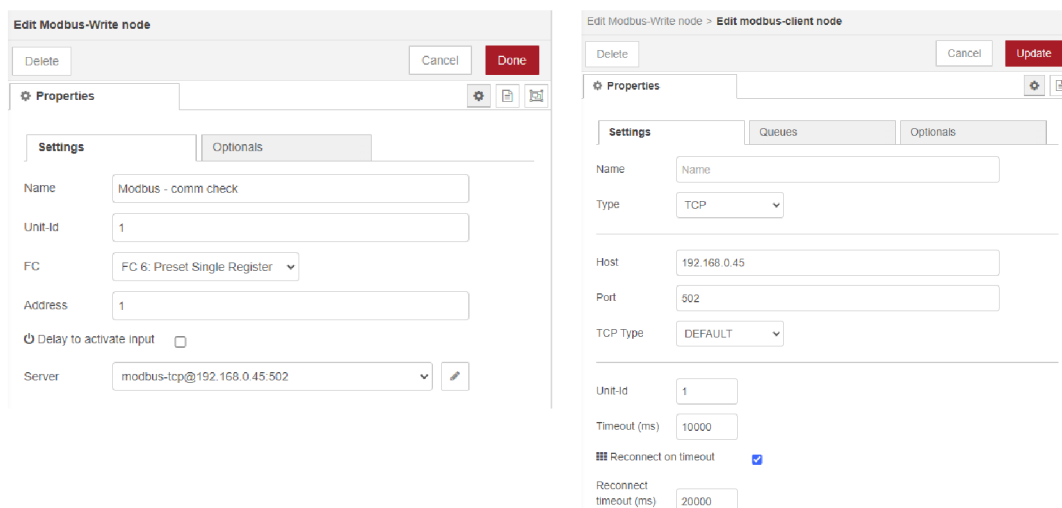 Edit Modbus-Write node
Delete
Cancel
Done
Properties
Settings
Optionals
Name
Modbus - comm check
Unit-Id
1
FC
FC 6: Preset Single Register
Address
1
Delay to activate input
Server
modbus-tcp@192.168.0.45:502
Edit Modbus-Write node > Edit modbus-client node
Delete
Cancel
Update
Properties
Settings
Queues
Optionals
Name
Name
Type
TCP
Host
192.168.0.45
Port
502
TCP Type
DEFAULT
Unit-Id
1
Timeout (ms)
10000
Reconnect on timeout
Reconnect
timeout (ms)
20000